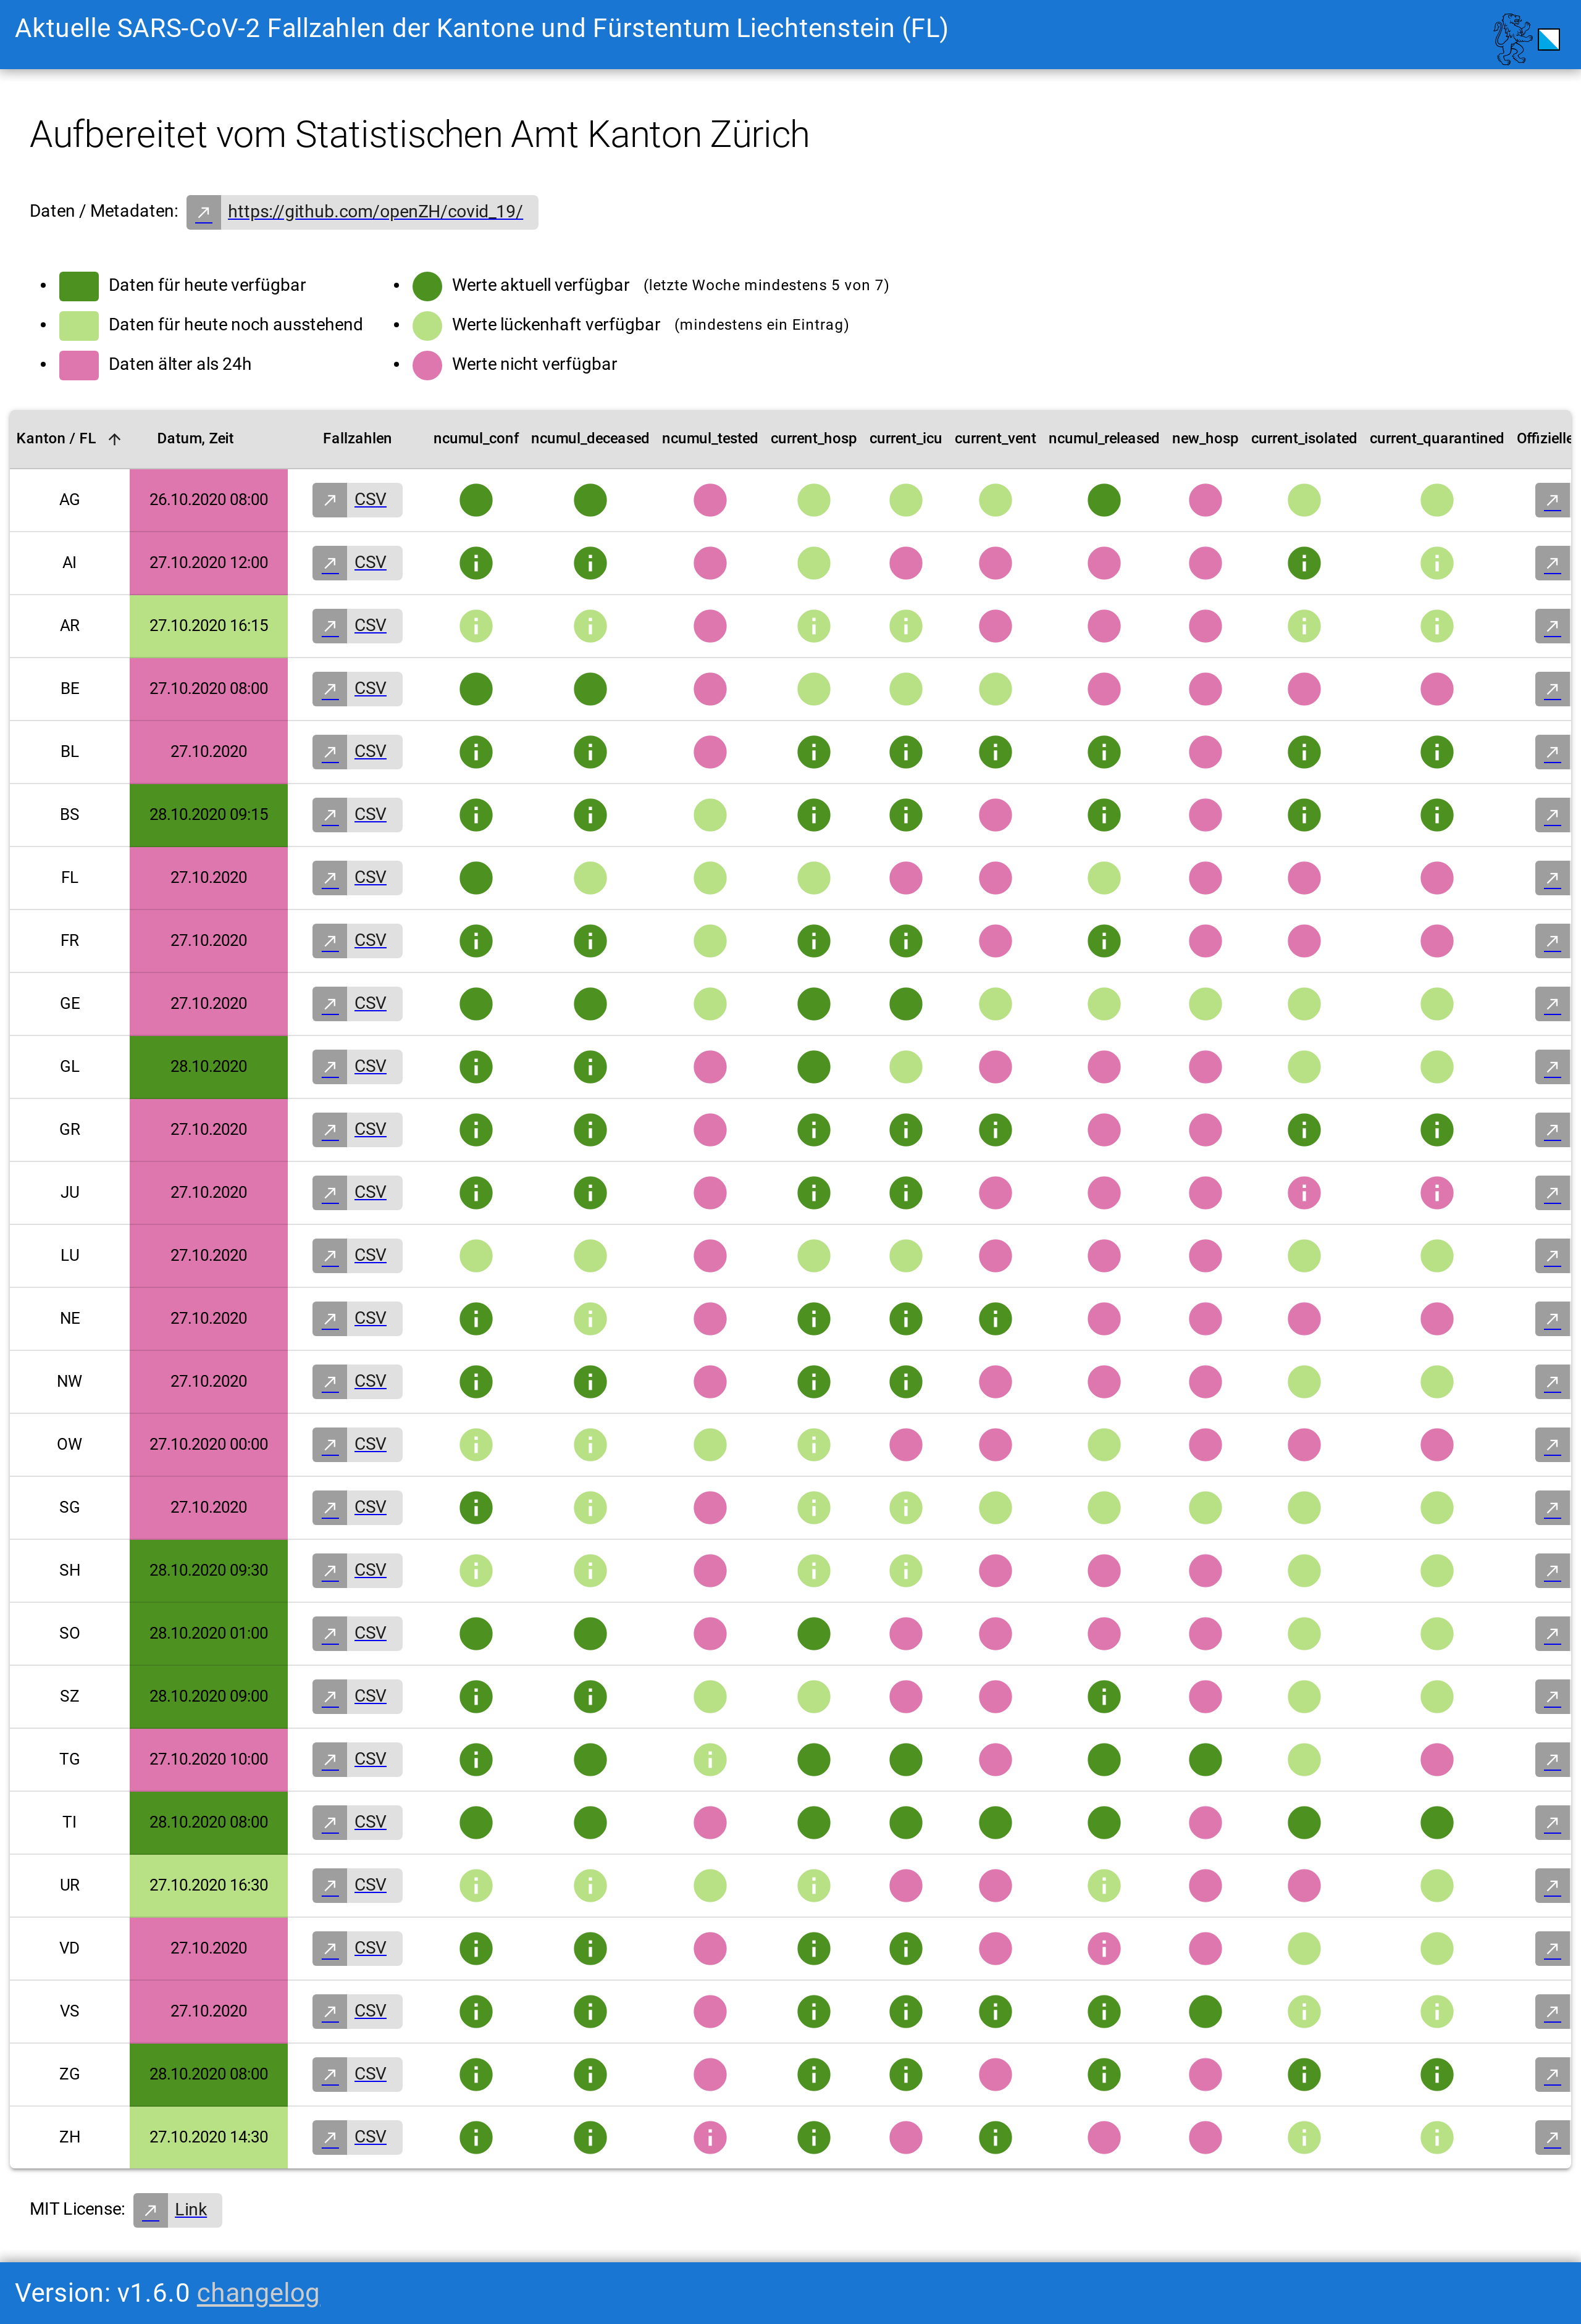 Aktuelle SARS-CoV-2 Fallzahlen der Kantone und Fürstentum Liechtenstein (FL)
Aufbereitet vom Statistischen Amt Kanton Zürich
Daten / Metadaten: https://github.com/openZH/covid_19/
Daten für heute verfügbar
Daten für heute noch ausstehend
Daten älter als 24h
Werte aktuell verfügbar (letzte Woche mindestens 5 von 7)
Werte lückenhaft verfügbar (mindestens ein Eintrag)
Werte nicht verfügbar
Kanton / FL Datum, Zeit Fallzahlen ncumul_conf ncumul_deceased ncumul_tested current_hosp current_icu current_vent ncumul_released new_hosp current_isolated current_quarantined Offizielle
AG 26.10.2020 08:00 CSV
AI 27.10.2020 12:00 CSV
AR 27.10.2020 16:15 CSV
BE 27.10.2020 08:00 CSV
BL 27.10.2020 CSV
BS 28.10.2020 09:15 CSV
FL 27.10.2020 CSV
FR 27.10.2020 CSV
GE 27.10.2020 CSV
GL 28.10.2020 CSV
GR 27.10.2020 CSV
JU 27.10.2020 CSV
LU 27.10.2020 CSV
NE 27.10.2020 CSV
NW 27.10.2020 CSV
OW 27.10.2020 00:00 CSV
SG 27.10.2020 CSV
SH 28.10.2020 09:30 CSV
SO 28.10.2020 01:00 CSV
SZ 28.10.2020 09:00 CSV
TG 27.10.2020 10:00 CSV
TI 28.10.2020 08:00 CSV
UR 27.10.2020 16:30 CSV
VD 27.10.2020 CSV
VS 27.10.2020 CSV
ZG 28.10.2020 08:00 CSV
ZH 27.10.2020 14:30 CSV
MIT License: Link
Version: v1.6.0 changelog